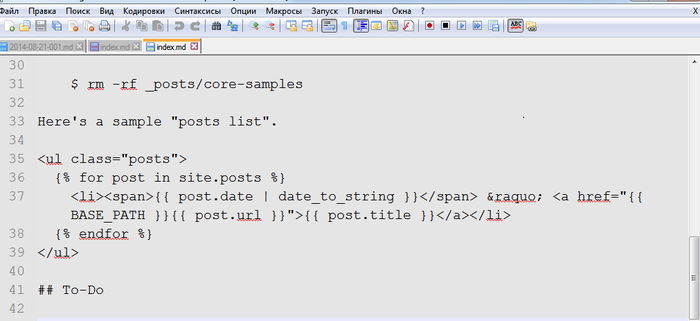 Файл Правка Поиск Вид Кодировки Синтаксисы Опции Макросы Запуск Плагины Окна ? X
2014-08-21-001.md index.md index.md
30
31 $ rm -rf _posts/core-samples
32
33 Here's a sample "posts list".
34
35 <ul class="posts">
36 {% for post in site.posts %}
37 <li><span>{{ post.date | date_to_string }}</span> &raquo; <a href="{{
BASE_PATH }}{{ post.url }}">{{ post.title }}</a></li>
38 {% endfor %}
39 </ul>
40
41 ## To-Do
42